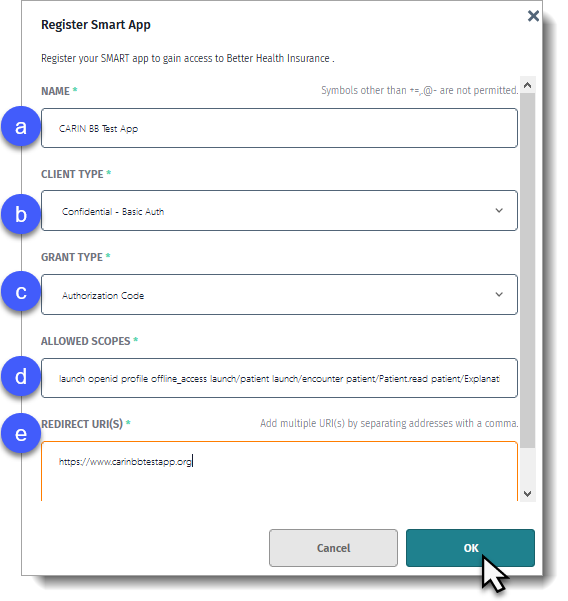 Register Smart App
Register your SMART app to gain access to Better Health Insurance .
NAME * Symbols other than +=,.@- are not permitted.
a
CARIN BB Test App
CLIENT TYPE *
b
Confidential - Basic Auth
GRANT TYPE *
c
Authorization Code
ALLOWED SCOPES *
d
launch openid profile offline_access launch/patient launch/encounter patient/Patient.read patient/Explanati
e
REDIRECT URI(S) * Add multiple URI(s) by separating addresses with a comma.
https://www.carinbbtestapp.org
Cancel OK